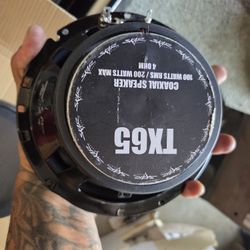 TX65
COAXIAL SPEAKER
100 WATTS RMS / 200 WATTS MAX
4 OHM